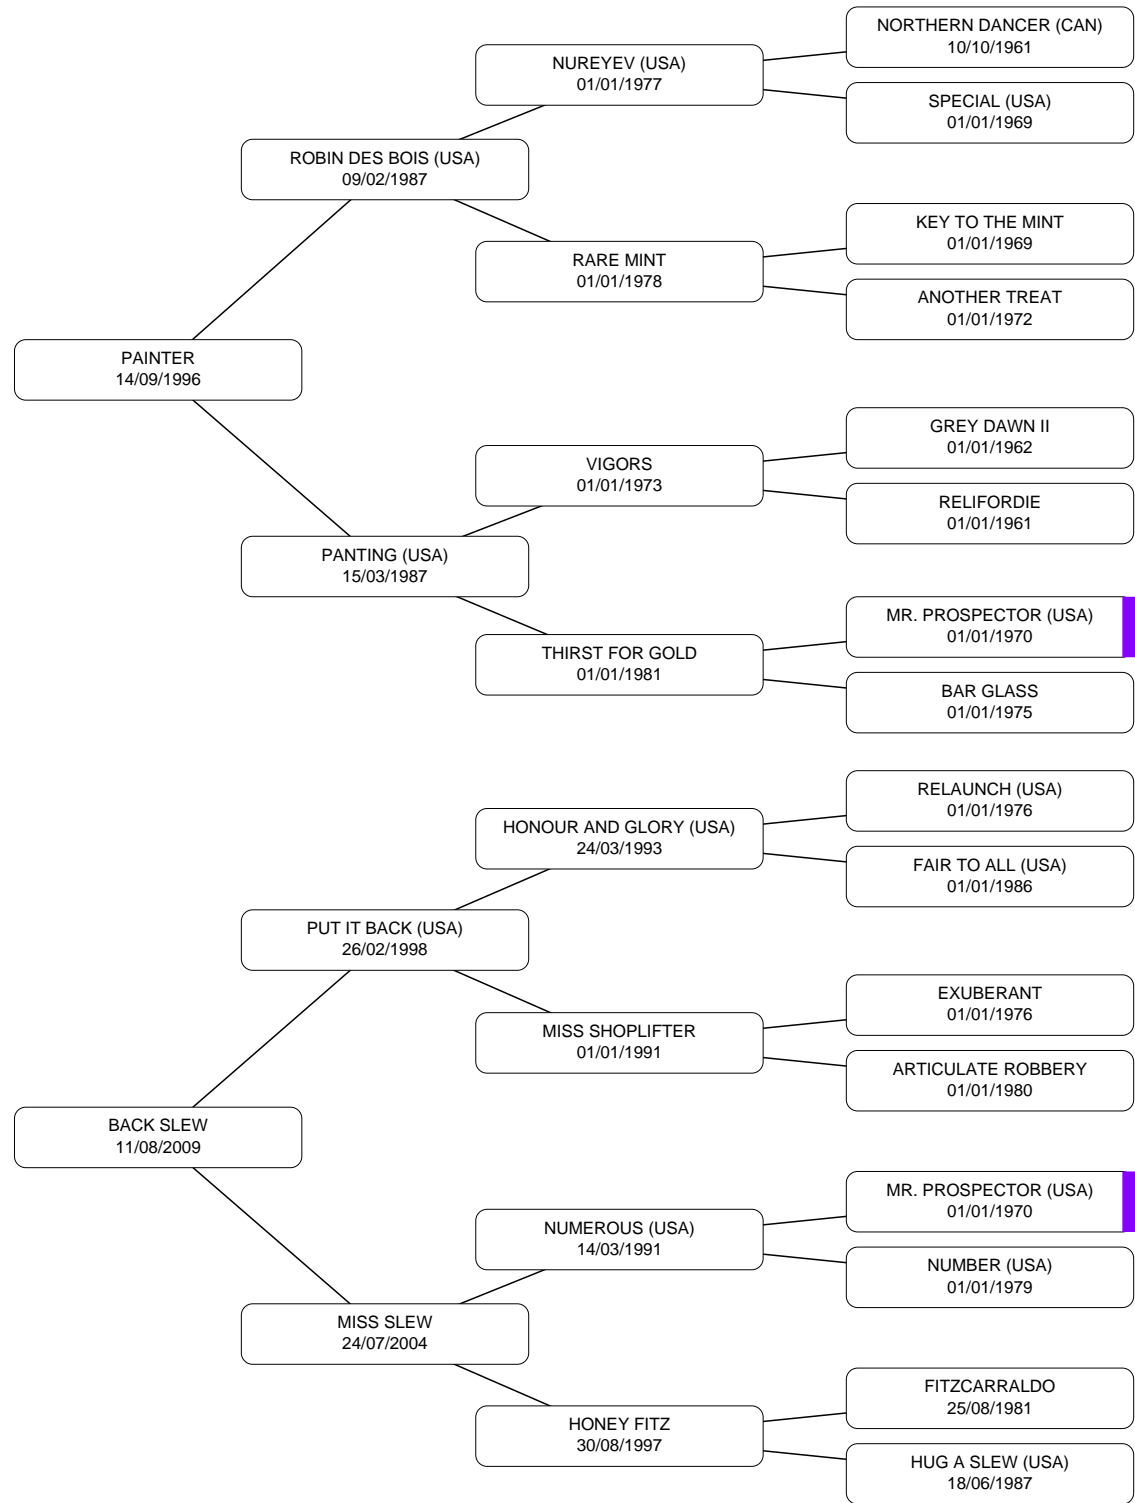 NORTHERN DANCER (CAN)
10/10/1961
NUREYEV (USA)
01/01/1977
SPECIAL (USA)
01/01/1969
ROBIN DES BOIS (USA)
09/02/1987
KEY TO THE MINT
01/01/1969
RARE MINT
01/01/1978
ANOTHER TREAT
01/01/1972
PAINTER
14/09/1996
GREY DAWN II
01/01/1962
VIGORS
01/01/1973
RELIFORDIE
01/01/1961
PANTING (USA)
15/03/1987
MR. PROSPECTOR (USA)
01/01/1970
THIRST FOR GOLD
01/01/1981
BAR GLASS
01/01/1975
RELAUNCH (USA)
01/01/1976
HONOUR AND GLORY (USA)
24/03/1993
FAIR TO ALL (USA)
01/01/1986
PUT IT BACK (USA)
26/02/1998
EXUBERANT
01/01/1976
MISS SHOPLIFTER
01/01/1991
ARTICULATE ROBBERY
01/01/1980
BACK SLEW
11/08/2009
MR. PROSPECTOR (USA)
01/01/1970
NUMEROUS (USA)
14/03/1991
NUMBER (USA)
01/01/1979
MISS SLEW
24/07/2004
FITZCARRALDO
25/08/1981
HONEY FITZ
30/08/1997
HUG A SLEW (USA)
18/06/1987